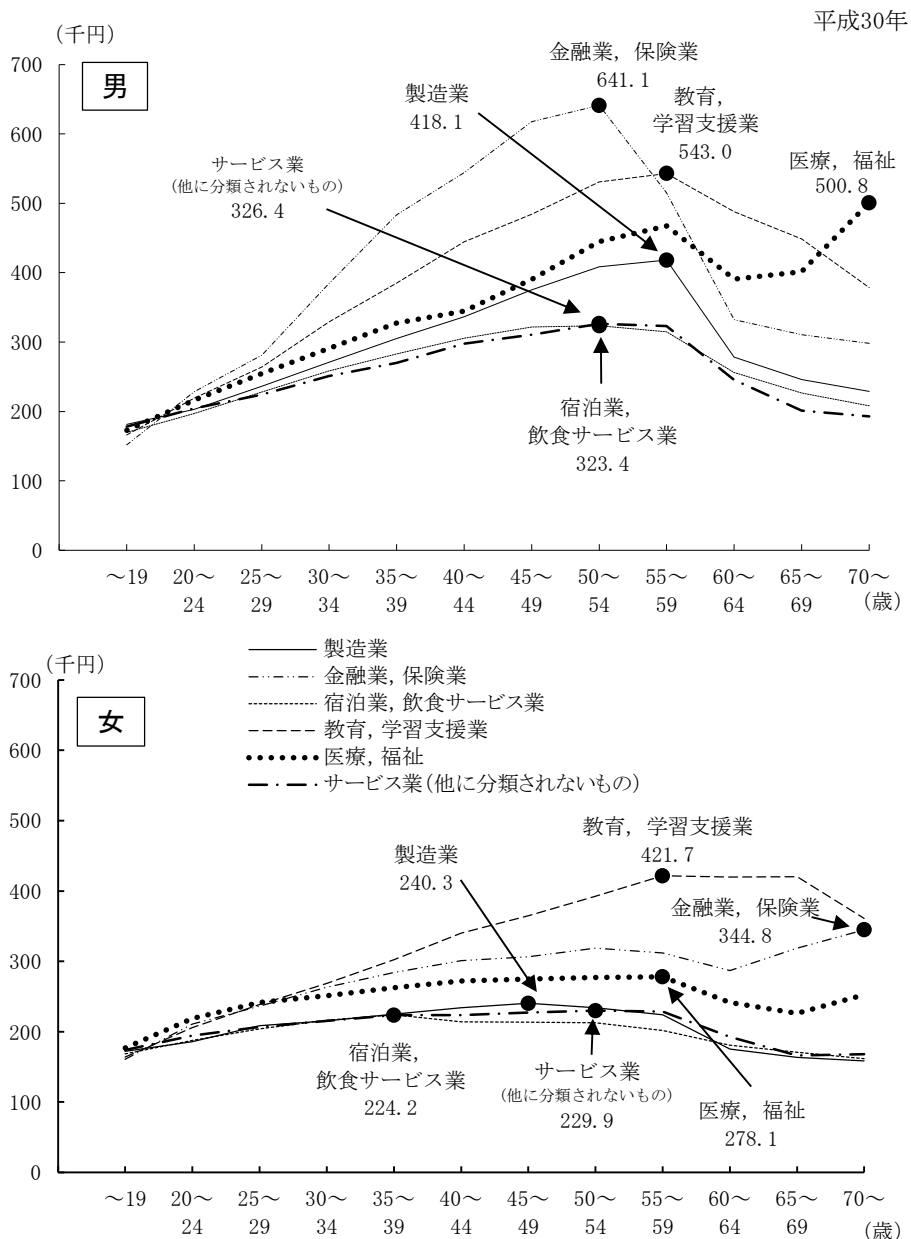 平成30年
(千円)
男
700
600
500
400
300
200
100
0
金融業, 保険業
641.1
製造業
418.1
教育,
学習支援業
543.0
医療, 福祉
500.8
サービス業
(他に分類されないもの)
326.4
宿泊業,
飲食サービス業
323.4
～19 20～ 25～ 30～ 35～ 40～ 45～ 50～ 55～ 60～ 65～ 70～
24 29 34 39 44 49 54 59 64 69 (歳)
(千円)
女
製造業
金融業, 保険業
宿泊業, 飲食サービス業
教育, 学習支援業
医療, 福祉
サービス業(他に分類されないもの)
700
600
500
400
300
200
100
0
教育, 学習支援業
421.7
製造業
240.3
金融業, 保険業
344.8
宿泊業,
飲食サービス業
224.2
サービス業
(他に分類されないもの)
229.9
医療, 福祉
278.1
～19 20～ 25～ 30～ 35～ 40～ 45～ 50～ 55～ 60～ 65～ 70～
24 29 34 39 44 49 54 59 64 69 (歳)